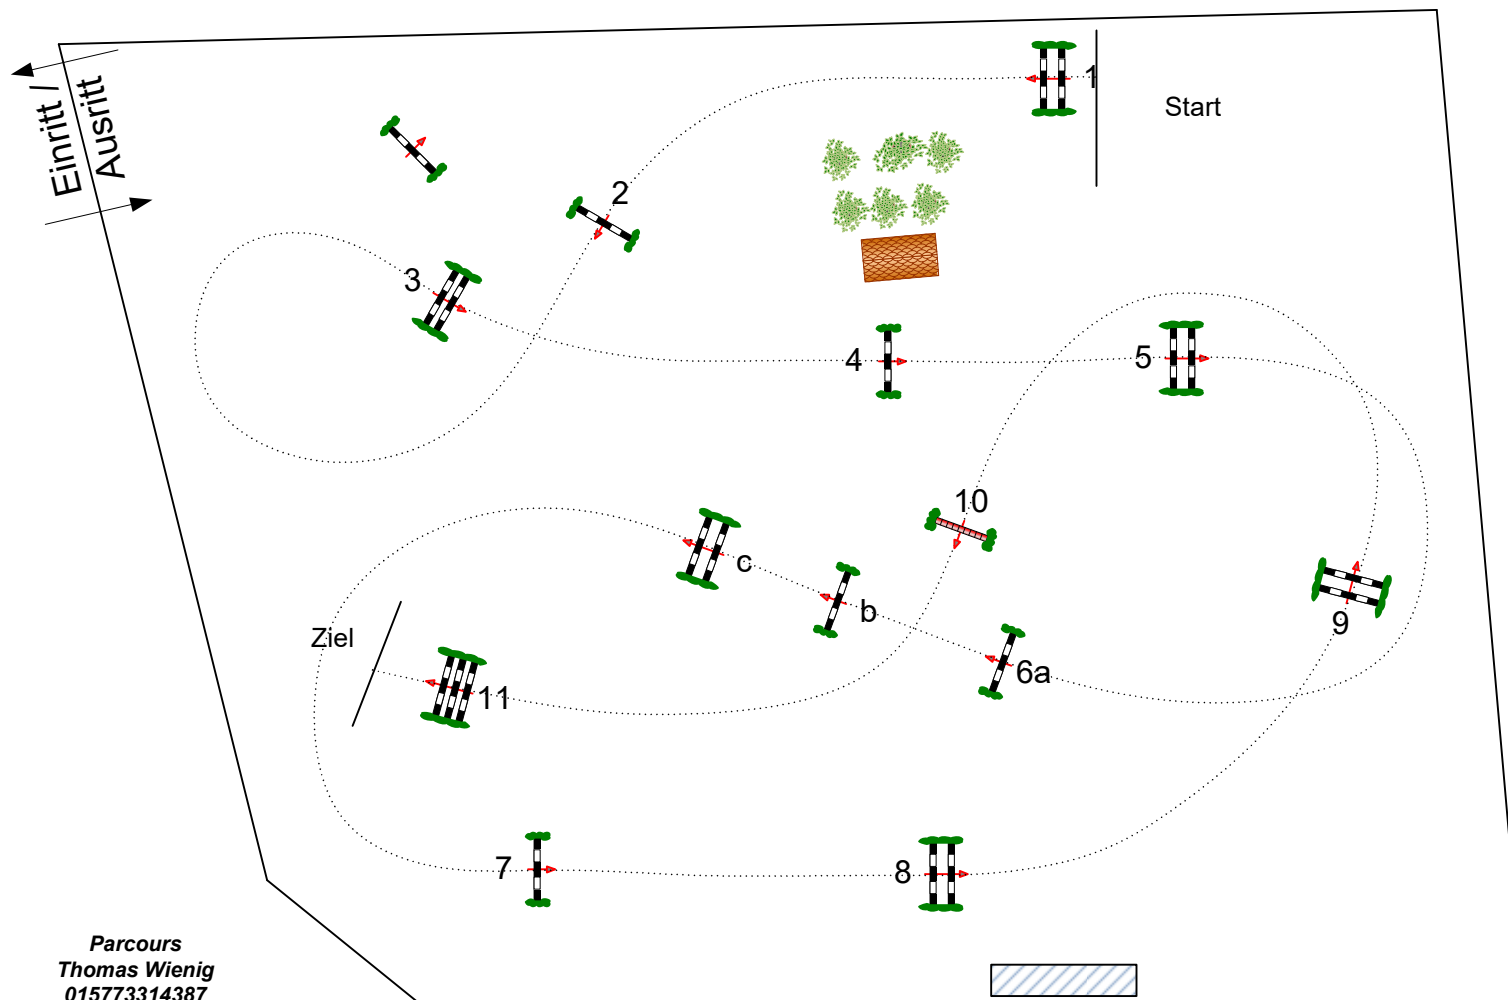 Einritt /
Ausritt
1
Start
2
3
4
5
10
c
b
9
Ziel
6a
11
7
8
Parcours
Thomas Wienig
015773314387